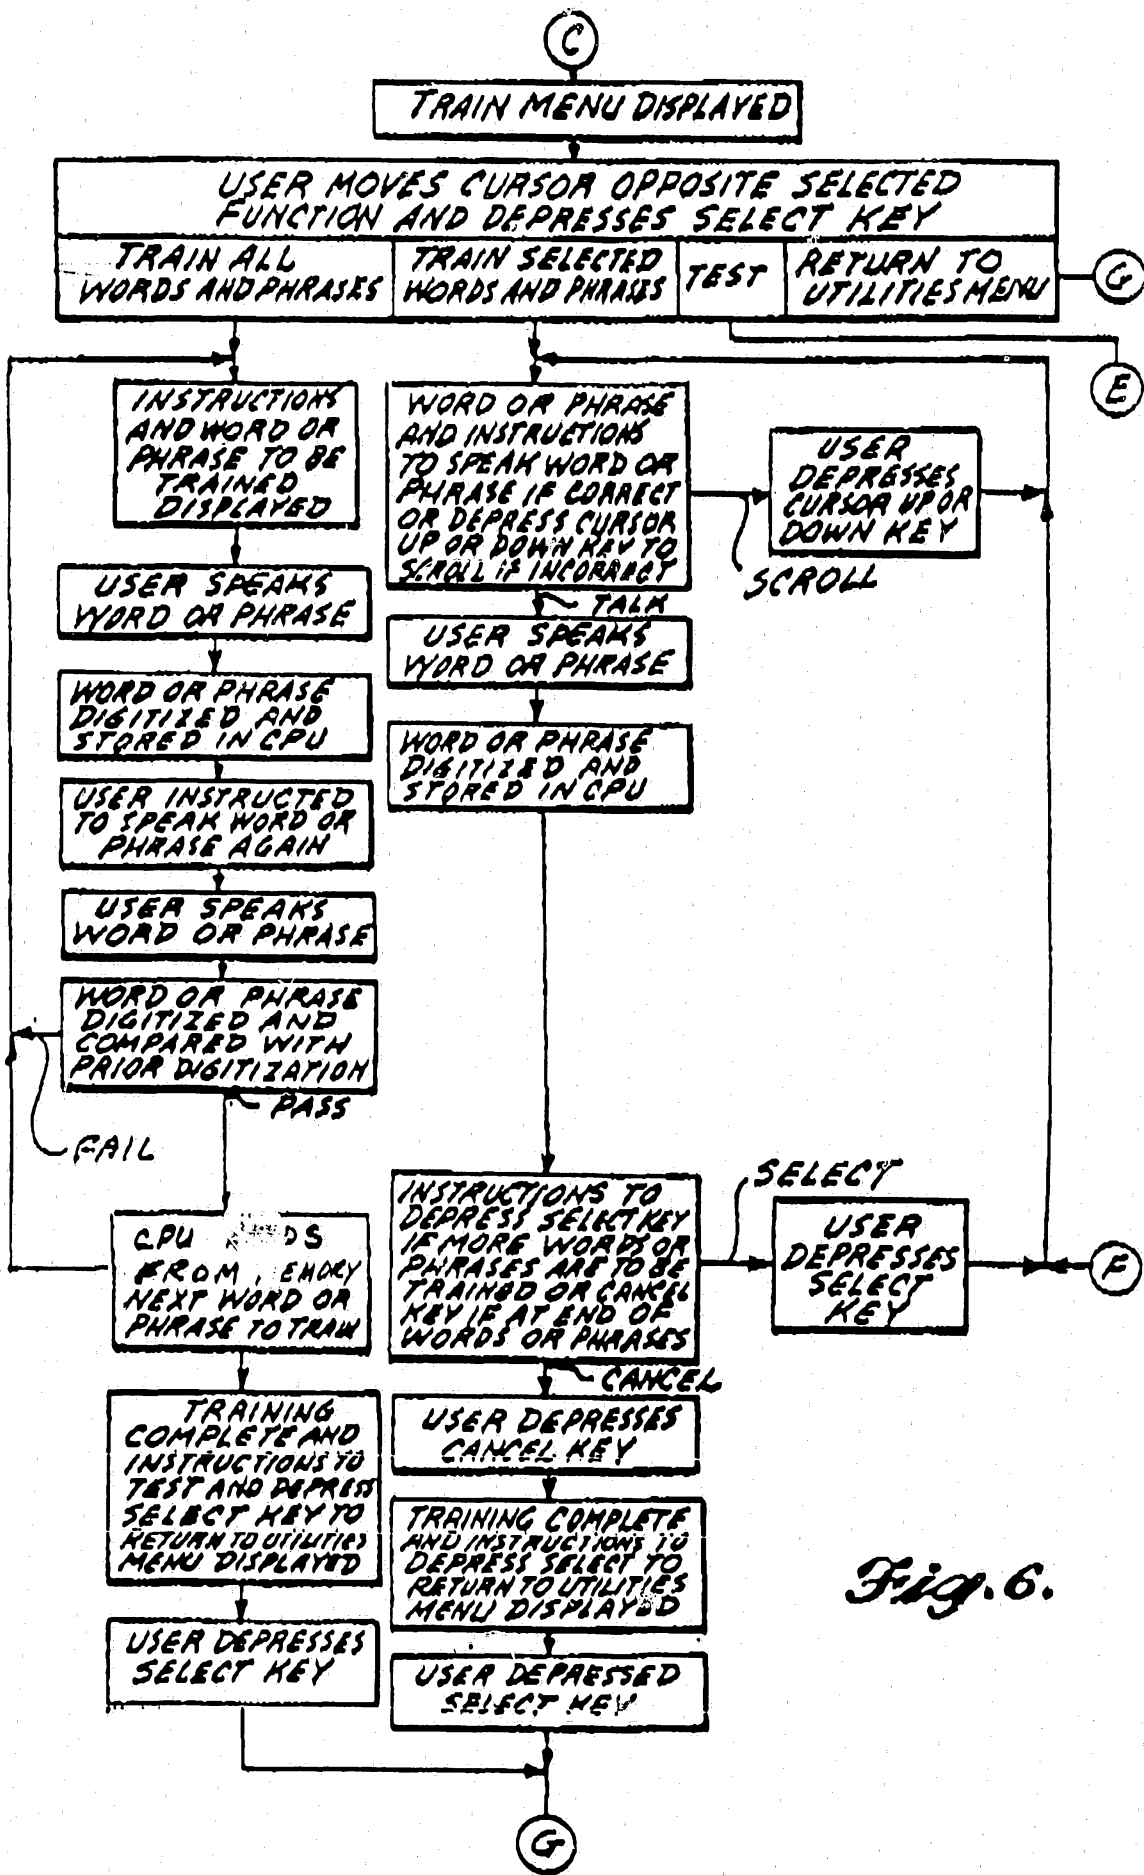 C
TRAIN MENU DISPLAYED
USER MOVES CURSOR OPPOSITE SELECTED
FUNCTION AND DEPRESSES SELECT KEY
TRAIN ALL
WORDS AND PHRASES
TRAIN SELECTED
WORDS AND PHRASES
TEST
RETURN TO
UTILITIES MENU
G
E
INSTRUCTIONS
AND WORD OR
PHRASE TO BE
TRAINED
DISPLAYED
USER SPEAKS
WORD OR PHRASE
WORD OR PHRASE
DIGITIZED AND
STORED IN CPU
USER INSTRUCTED
TO SPEAK WORD OR
PHRASE AGAIN
USER SPEAKS
WORD OR PHRASE
WORD OR PHRASE
DIGITIZED AND
COMPARED WITH
PRIOR DIGITIZATION
PASS
FAIL
CPU
FROM
NEXT WORD OR
PHRASE TO TRAIN
TRAINING
COMPLETE AND
INSTRUCTIONS TO
TEST AND DEPRESS
SELECT KEY TO
RETURN TO UTILITIES
MENU DISPLAYED
USER DEPRESSES
SELECT KEY
WORD OR PHRASE
AND INSTRUCTIONS
TO SPEAK WORD OR
PHRASE IF CORRECT
OR DEPRESS CURSOR
UP OR DOWN KEY TO
SCROLL IF INCORRECT
TALK
USER SPEAKS
WORD OR PHRASE
WORD OR PHRASE
DIGITIZED AND
STORED IN CPU
INSTRUCTIONS TO
DEPRESS SELECT KEY
IF MORE WORDS OR
PHRASES ARE TO BE
TRAINED OR CANCEL
KEY IF AT END OF
WORDS OR PHRASES
CANCEL
USER DEPRESSES
CANCEL KEY
TRAINING COMPLETE
AND INSTRUCTIONS TO
DEPRESS SELECT TO
RETURN TO UTILITIES
MENU DISPLAYED
USER DEPRESSED
SELECT KEY
USER
DEPRESSES
CURSOR UP OR
DOWN KEY
SCROLL
SELECT
USER
DEPRESSES
SELECT
KEY
F
G
Fig. 6.